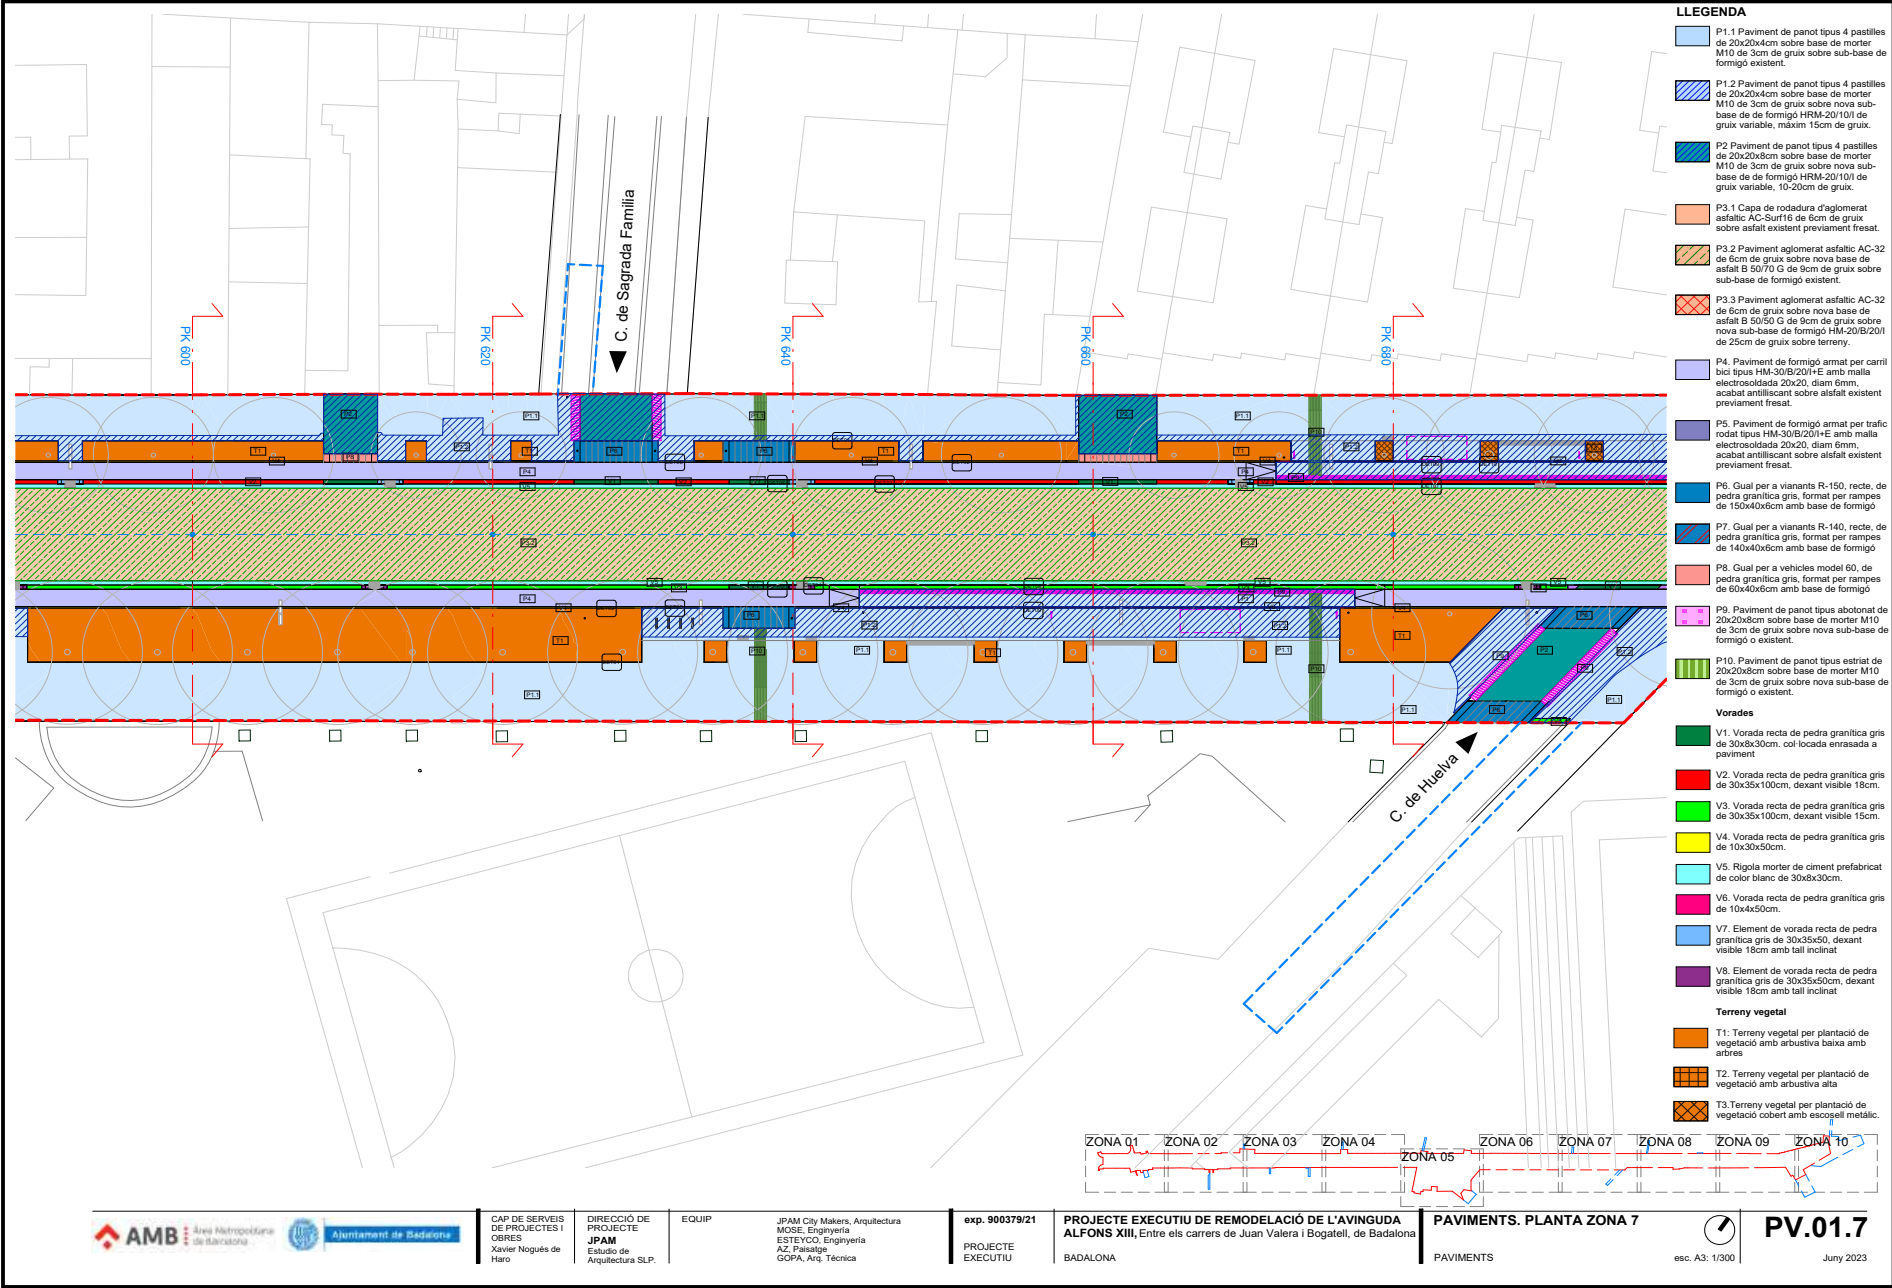 LLEGENDA
P1.1 Paviment de panot tipus 4 pastilles
de 20x20x4cm sobre base de morter
M10 de 3cm de gruix sobre sub-base de
formigó existent.
P1.2 Paviment de panot tipus 4 pastilles
de 20x20x4cm sobre base de morter
M10 de 3cm de gruix sobre nova sub-
base de de formigó HRM-20/10/I de
gruix variable, màxim 15cm de gruix.
P2 Paviment de panot tipus 4 pastilles
de 20x20x8cm sobre base de morter
M10 de 3cm de gruix sobre nova sub-
base de de formigó HRM-20/10/I de
gruix variable, 10-20cm de gruix.
P3.1 Capa de rodadura d'aglomerat
asfaltic AC-Surf16 de 6cm de gruix
sobre asfalt existent previament fresat.
P3.2 Paviment aglomerat asfaltic AC-32
de 6cm de gruix sobre nova base de
asfalt B 50/70 G de 9cm de gruix sobre
sub-base de formigó existent.
P3.3 Paviment aglomerat asfaltic AC-32
de 6cm de gruix sobre nova base de
asfalt B 50/50 G de 9cm de gruix sobre
nova sub-base de formigó HM-20/B/20/I
de 25cm de gruix sobre terreny.
P4. Paviment de formigó armat per carril
bici tipus HM-30/B/20/I+E amb malla
electrosoldada 20x20, diam 6mm,
acabat antilliscant sobre alsfalt existent
previament fresat.
P5. Paviment de formigó armat per trafic
rodat tipus HM-30/B/20/I+E amb malla
electrosoldada 20x20, diam 6mm,
acabat antilliscant sobre alsfalt existent
previament fresat.
P6. Gual per a vianants R-150, recte, de
pedra granítica gris, format per rampes
de 150x40x6cm amb base de formigó
P7. Gual per a vianants R-140, recte, de
pedra granítica gris, format per rampes
de 140x40x6cm amb base de formigó
P8. Gual per a vehicles model 60, de
pedra granítica gris, format per rampes
de 60x40x6cm amb base de formigó
P9. Paviment de panot tipus abotonat de
20x20x8cm sobre base de morter M10
de 3cm de gruix sobre nova sub-base de
formigó o existent.
P10. Paviment de panot tipus estriat de
20x20x8cm sobre base de morter M10
de 3cm de gruix sobre nova sub-base de
formigó o existent.
Vorades
V1. Vorada recta de pedra granítica gris
de 30x8x30cm. col·locada enrasada a
paviment
V2. Vorada recta de pedra granítica gris
de 30x35x100cm, dexant visible 18cm.
V3. Vorada recta de pedra granítica gris
de 30x35x100cm, dexant visible 15cm.
V4. Vorada recta de pedra granítica gris
de 10x30x50cm.
V5. Rigola morter de ciment prefabricat
de color blanc de 30x8x30cm.
V6. Vorada recta de pedra granítica gris
de 10x4x50cm.
V7. Element de vorada recta de pedra
granítica gris de 30x35x50, dexant
visible 18cm amb tall inclinat
V8. Element de vorada recta de pedra
granítica gris de 30x35x50cm, dexant
visible 18cm amb tall inclinat
Terreny vegetal
T1: Terreny vegetal per plantació de
vegetació amb arbustiva baixa amb
arbres
T2. Terreny vegetal per plantació de
vegetació amb arbustiva alta
T3.Terreny vegetal per plantació de
vegetació cobert amb escosell metàlic.
C. de Sagrada Familia
PK 600
PK 620
PK 640
PK 660
PK 680
C. de Huelva
ZONA 01
ZONA 02
ZONA 03
ZONA 04
ZONA 05
ZONA 06
ZONA 07
ZONA 08
ZONA 09
ZONA 10
AMB
Àrea Metropolitana
de Barcelona
Ajuntament de Badalona
CAP DE SERVEIS
DE PROJECTES I
OBRES
Xavier Nogués de
Haro
DIRECCIÓ DE
PROJECTE
JPAM
Estudio de
Arquitectura SLP.
EQUIP
JPAM City Makers, Arquitectura
MOSE, Enginyería
ESTEYCO, Enginyería
AZ, Paisatge
GOPA, Arq. Técnica
exp. 900379/21
PROJECTE
EXECUTIU
PROJECTE EXECUTIU DE REMODELACIÓ DE L'AVINGUDA
ALFONS XIII, Entre els carrers de Juan Valera i Bogatell, de Badalona
BADALONA
PAVIMENTS. PLANTA ZONA 7
PAVIMENTS
esc. A3: 1/300
PV.01.7
Juny 2023